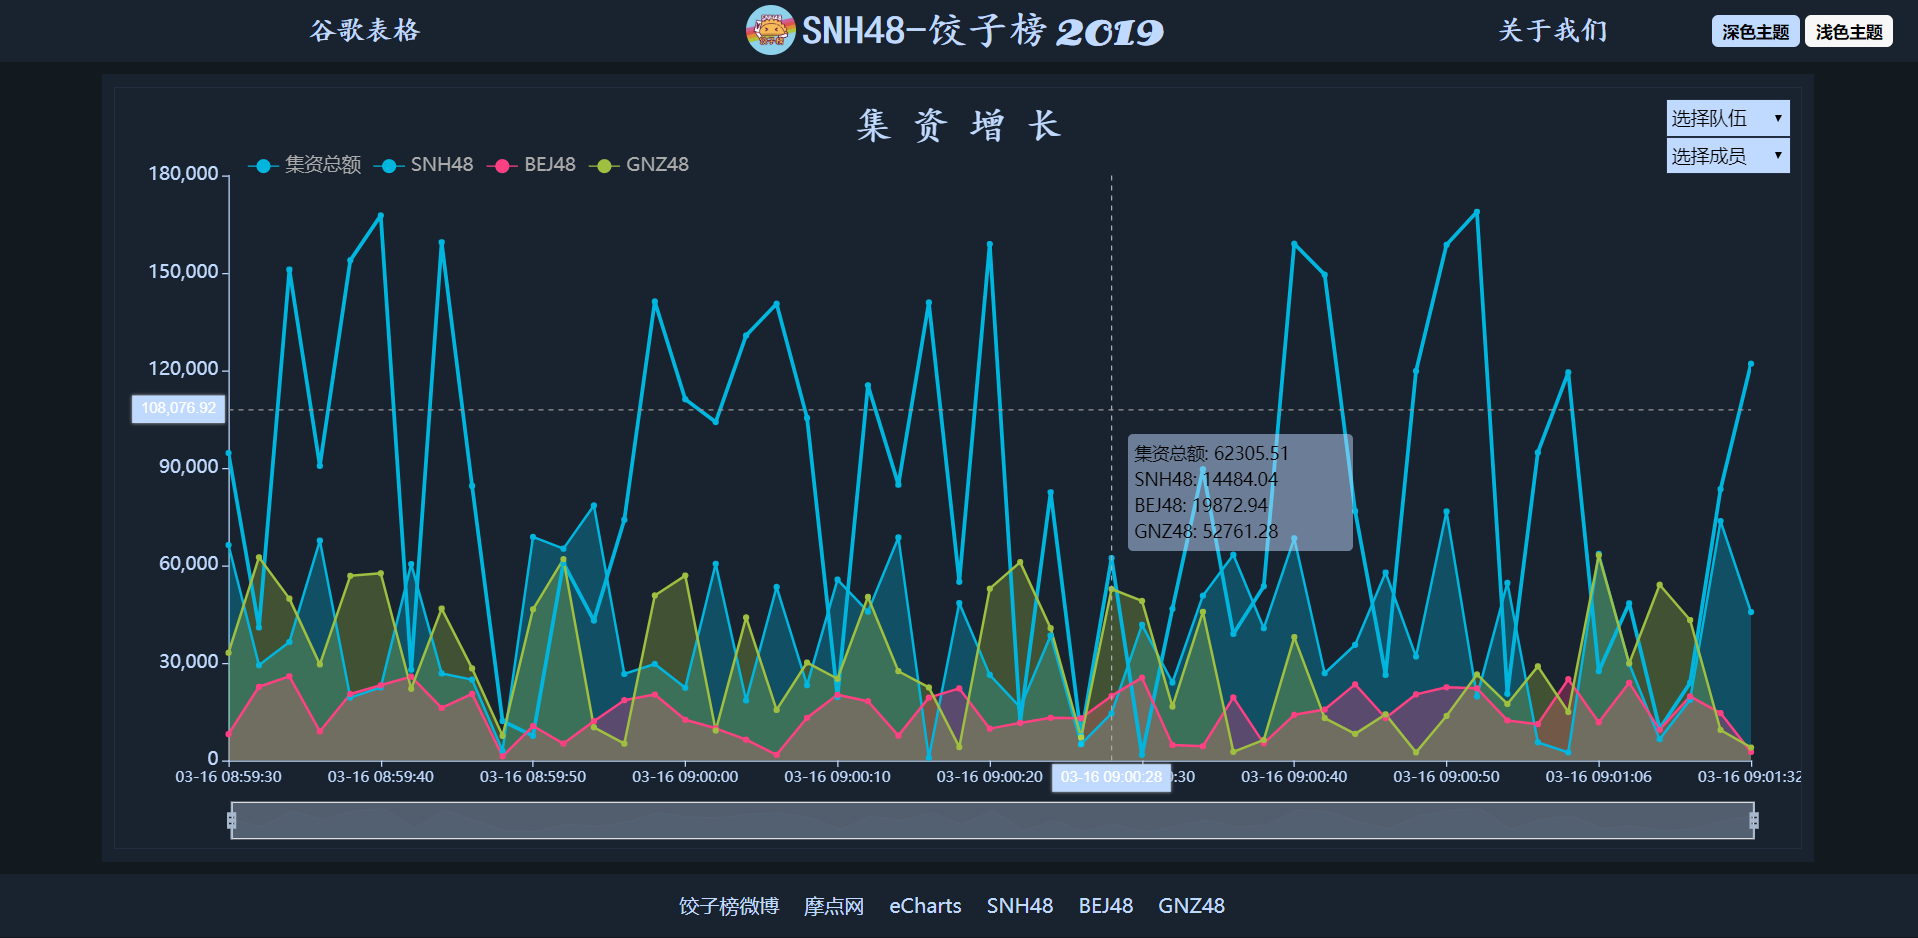 谷歌表格
SNH48-饺子榜 2019
关于我们
深色主题 浅色主题
集资增长
选择队伍
选择成员
集资总额 SNH48 BEJ48 GNZ48
180,000
150,000
120,000
108,076.92
90,000
60,000
30,000
0
集资总额: 62305.51
SNH48: 14484.04
BEJ48: 19872.94
GNZ48: 52761.28
03-16 08:59:30 03-16 08:59:40 03-16 08:59:50 03-16 09:00:00 03-16 09:00:10 03-16 09:00:20 03-16 09:00:28 :30 03-16 09:00:40 03-16 09:00:50 03-16 09:01:06 03-16 09:01:32
饺子榜微博 摩点网 eCharts SNH48 BEJ48 GNZ48